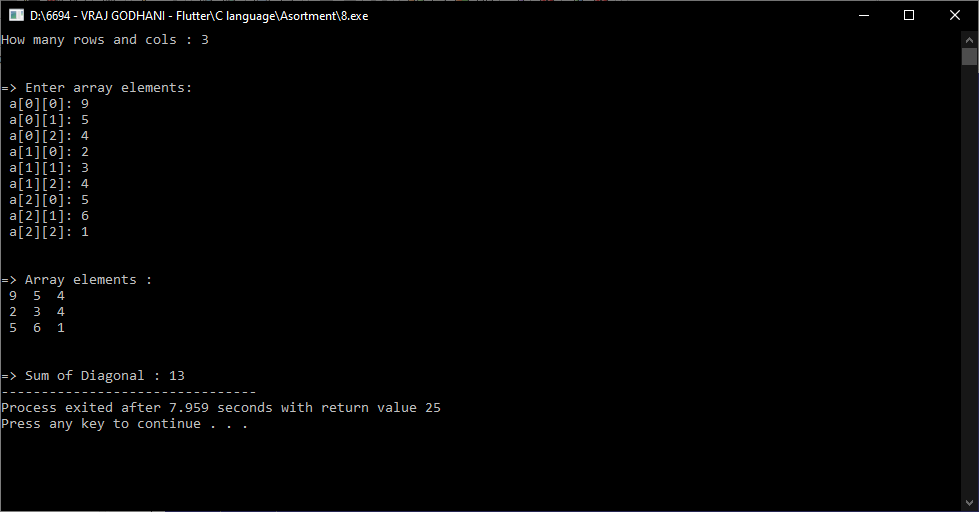 D:\6694 - VRAJ GODHANI - Flutter\C language\Asortment\8.exe
How many rows and cols : 3
=> Enter array elements:
a[0][0]: 9
a[0][1]: 5
a[0][2]: 4
a[1][0]: 2
a[1][1]: 3
a[1][2]: 4
a[2][0]: 5
a[2][1]: 6
a[2][2]: 1
=> Array elements :
9  5  4
2  3  4
5  6  1
=> Sum of Diagonal : 13
--------------------------------
Process exited after 7.959 seconds with return value 25
Press any key to continue . . .